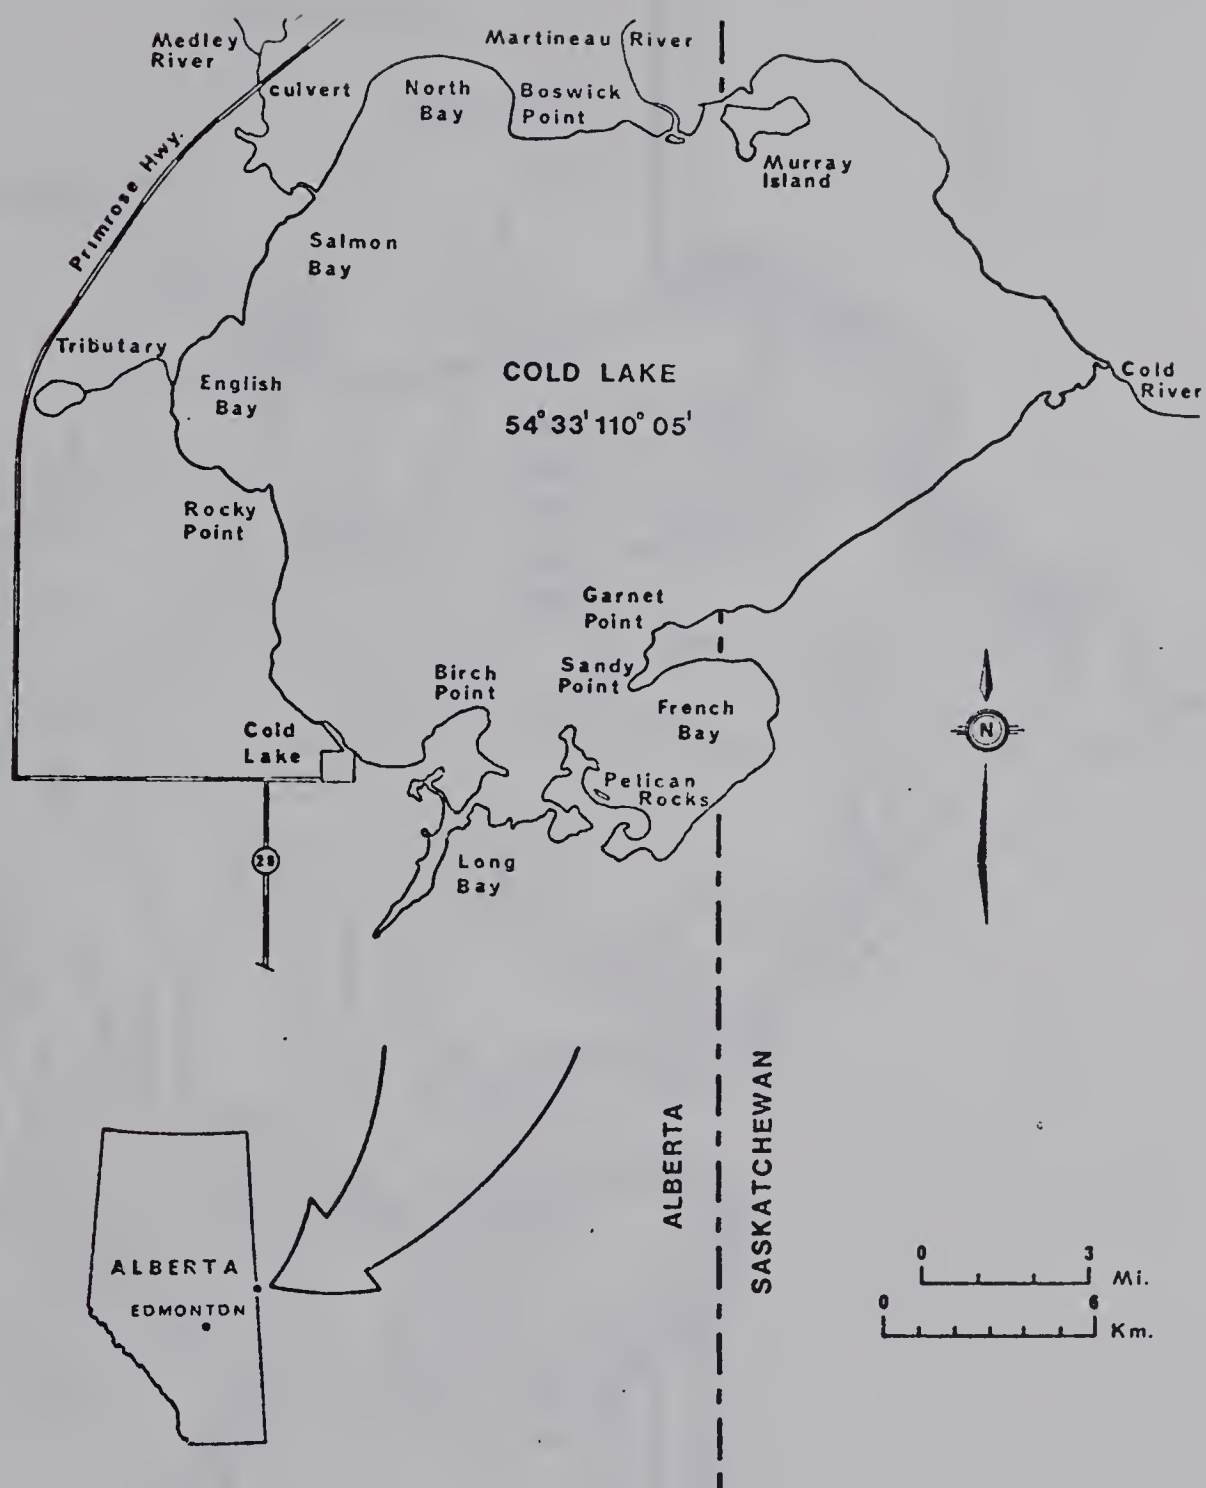 Medley
River
Martineau River
culvert
North
Bay
Boswick
Point
Murray
Island
Primrose Hwy.
Salmon
Bay
Tributary
English
Bay
COLD LAKE
54° 33' 110° 05'
Cold
River
Rocky
Point
Garnet
Point
Sandy
Point
Birch
Point
French
Bay
Cold
Lake
N
Pelican
Rocks
28
Long
Bay
ALBERTA
SASKATCHEWAN
ALBERTA
EDMONTON
0 3
Mi.
0 6
Km.